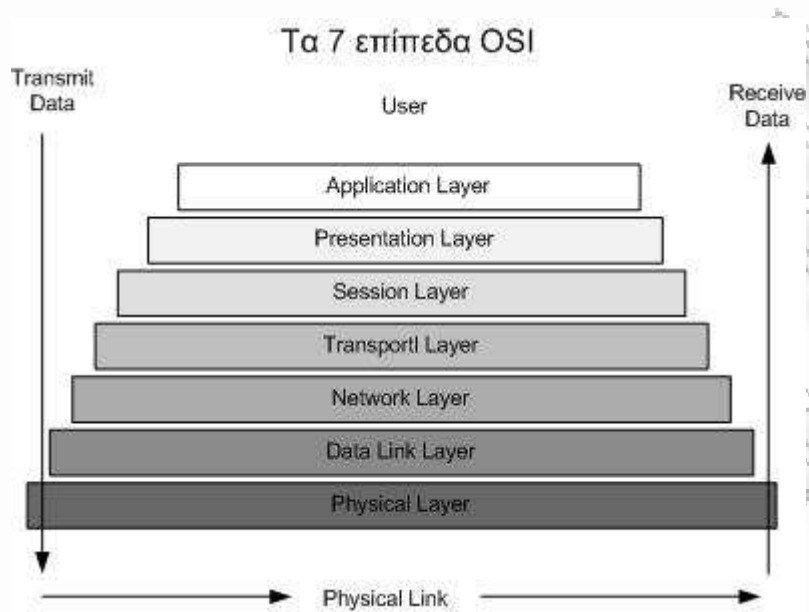 Τα 7 επίπεδα OSI
Transmit
Data
User
Receive
Data
Application Layer
Presentation Layer
Session Layer
Transportl Layer
Network Layer
Data Link Layer
Physical Layer
Physical Link